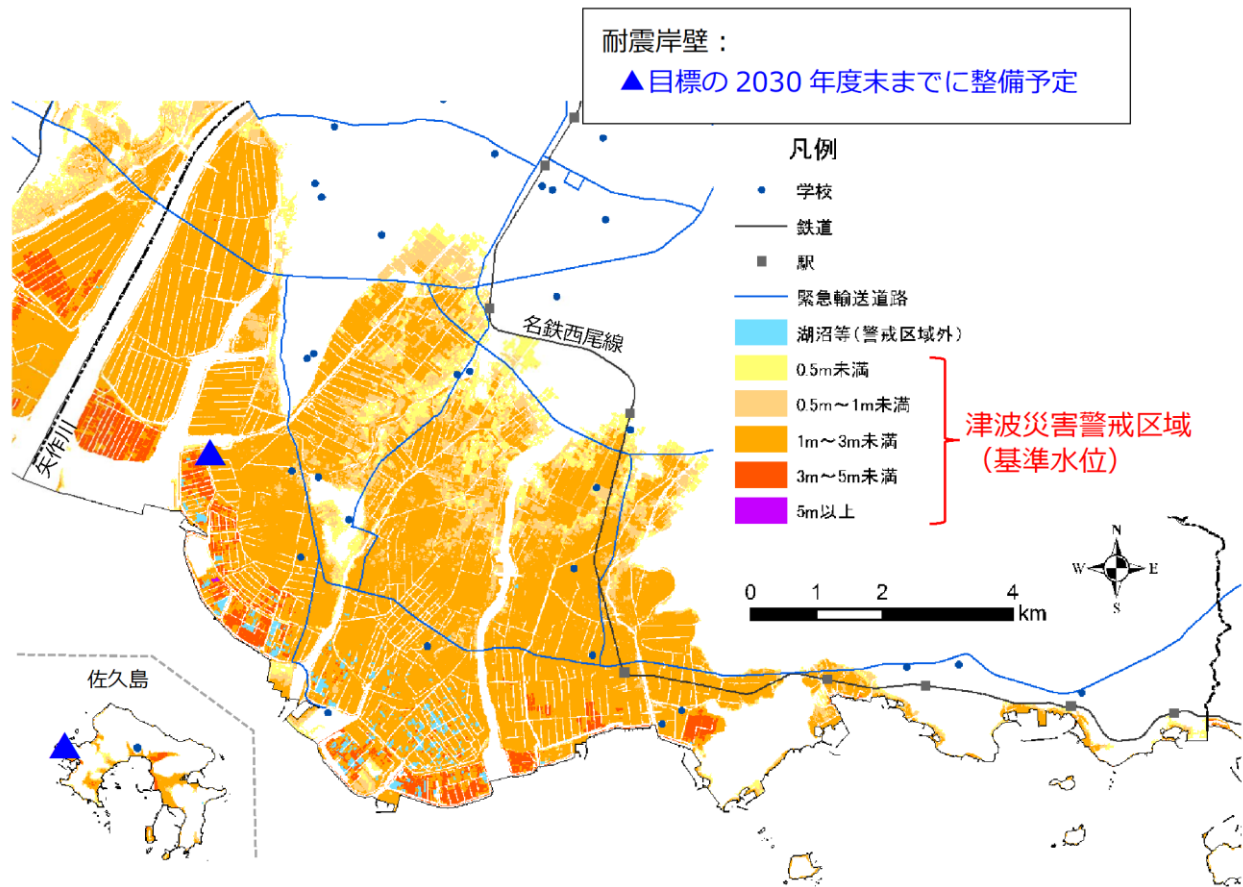 耐震岸壁：
▲目標の 2030 年度末までに整備予定
凡例
学校
鉄道
駅
緊急輸送道路
湖沼等(警戒区域外)
0.5m未満
0.5m～1m未満
1m～3m未満
3m～5m未満
5m以上
津波災害警戒区域
（基準水位）
名鉄西尾線
矢作川
N
W
E
S
0 1 2 4
km
佐久島